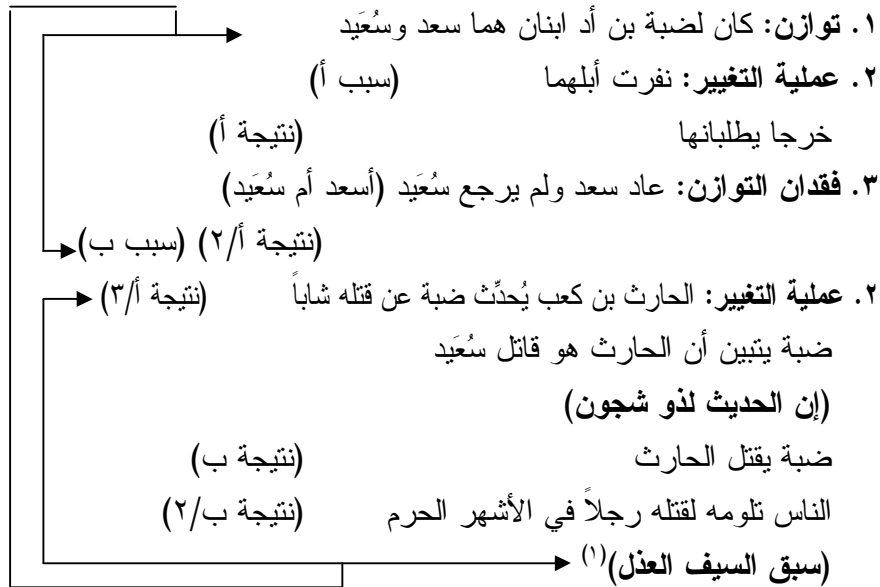 ١. توازن: كان لضبة بن أد ابنان هما سعد وسُعَيد
٢. عملية التغيير: نفرت أبلهما (سبب أ)
خرجا يطلبانها (نتيجة أ)
٣. فقدان التوازن: عاد سعد ولم يرجع سُعَيد (أسعد أم سُعَيد)
(نتيجة أ/٢) (سبب ب)
٢. عملية التغيير: الحارث بن كعب يُحدِّث ضبة عن قتله شاباً (نتيجة أ/٣)
ضبة يتبين أن الحارث هو قاتل سُعَيد
(إن الحديث لذو شجون)
ضبة يقتل الحارث (نتيجة ب)
الناس تلومه لقتله رجلاً في الأشهر الحرم (نتيجة ب/٢)
(سبق السيف العذل)(١)